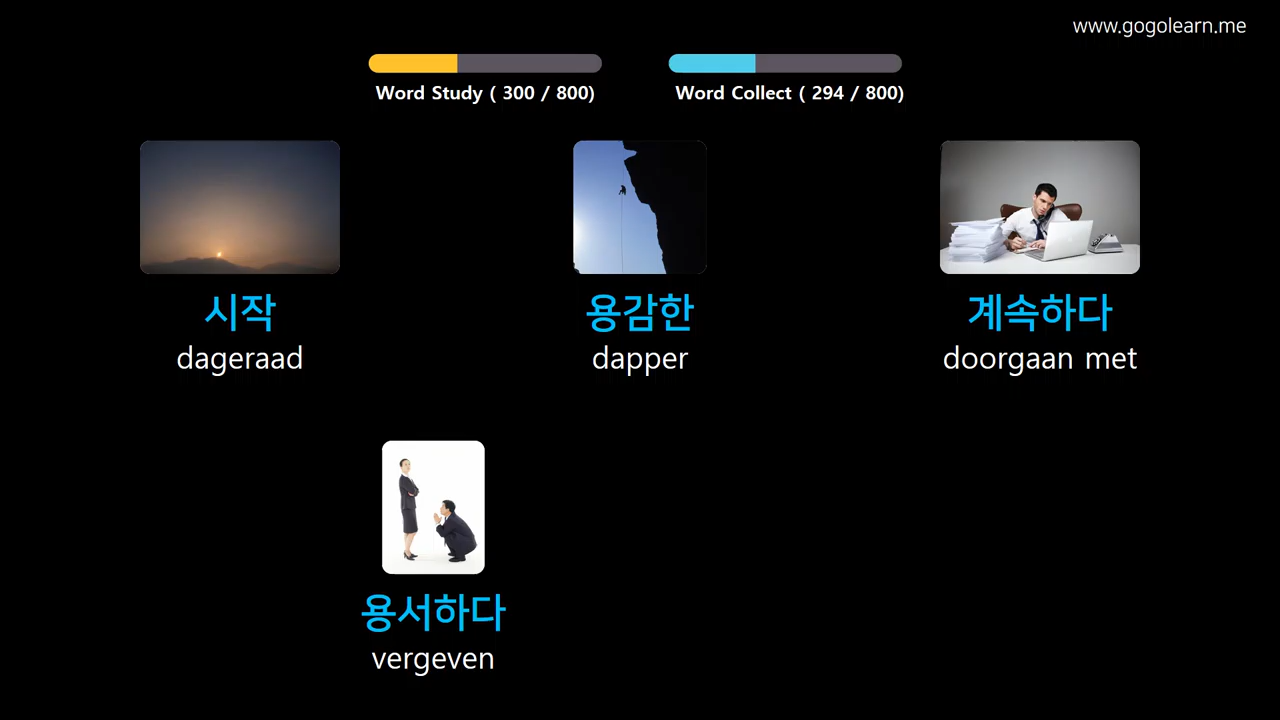 www.gogolearn.me
Word Study ( 300 / 800)
Word Collect ( 294 / 800)
시작
dageraad
용감한
dapper
계속하다
doorgaan met
용서하다
vergeven